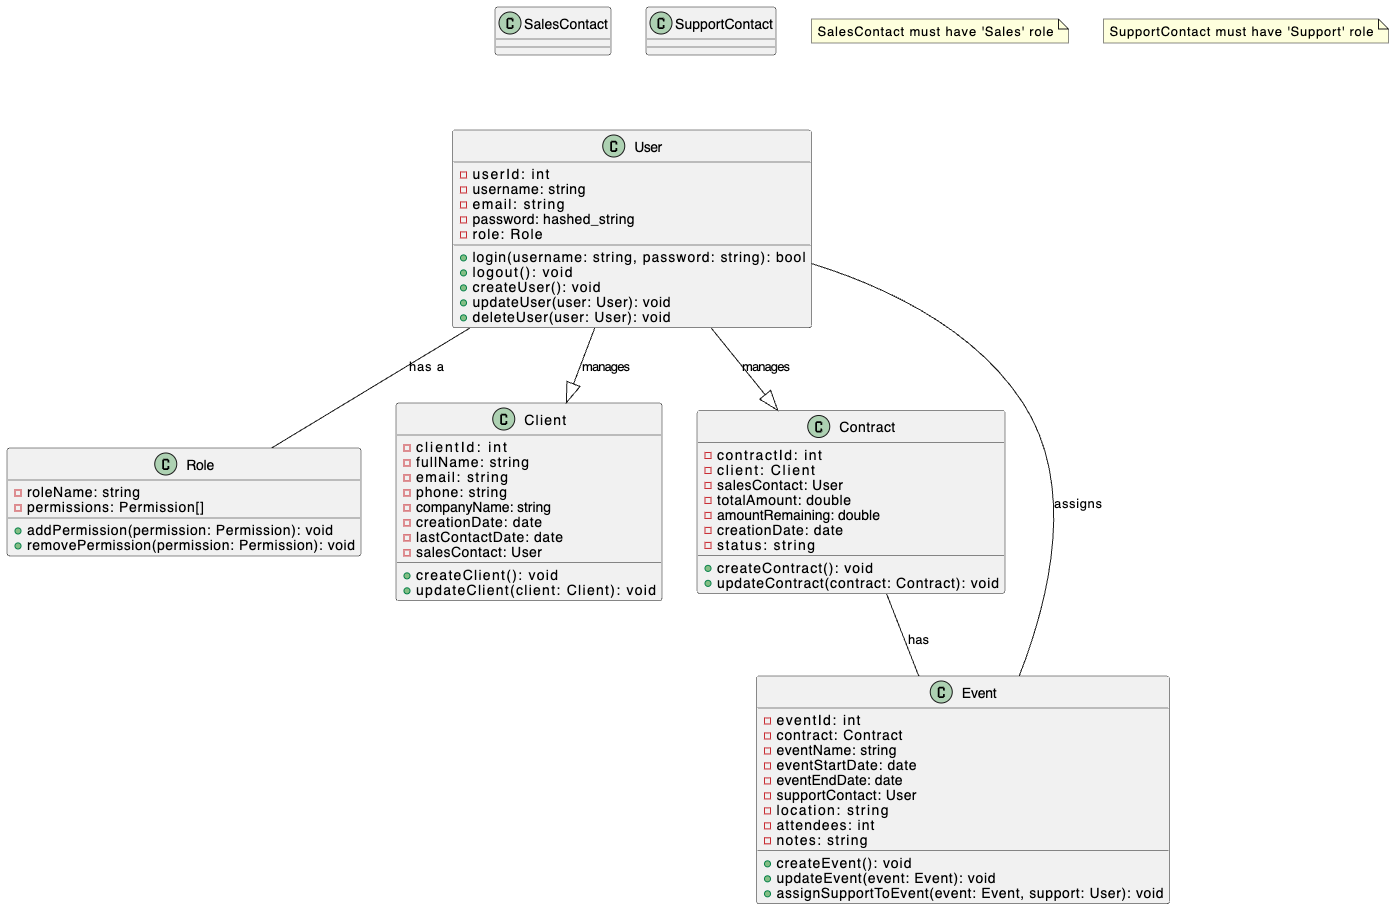 C SalesContact
C SupportContact
SalesContact must have 'Sales' role
SupportContact must have 'Support' role
C User
userId: int
username: string
email: string
password: hashed_string
role: Role
login(username: string, password: string): bool
logout(): void
createUser(): void
updateUser(user: User): void
deleteUser(user: User): void
has a
manages
manages
assigns
C Role
roleName: string
permissions: Permission[]
addPermission(permission: Permission): void
removePermission(permission: Permission): void
C Client
clientId: int
fullName: string
email: string
phone: string
companyName: string
creationDate: date
lastContactDate: date
salesContact: User
createClient(): void
updateClient(client: Client): void
C Contract
contractId: int
client: Client
salesContact: User
totalAmount: double
amountRemaining: double
creationDate: date
status: string
createContract(): void
updateContract(contract: Contract): void
has
C Event
eventId: int
contract: Contract
eventName: string
eventStartDate: date
eventEndDate: date
supportContact: User
location: string
attendees: int
notes: string
createEvent(): void
updateEvent(event: Event): void
assignSupportToEvent(event: Event, support: User): void